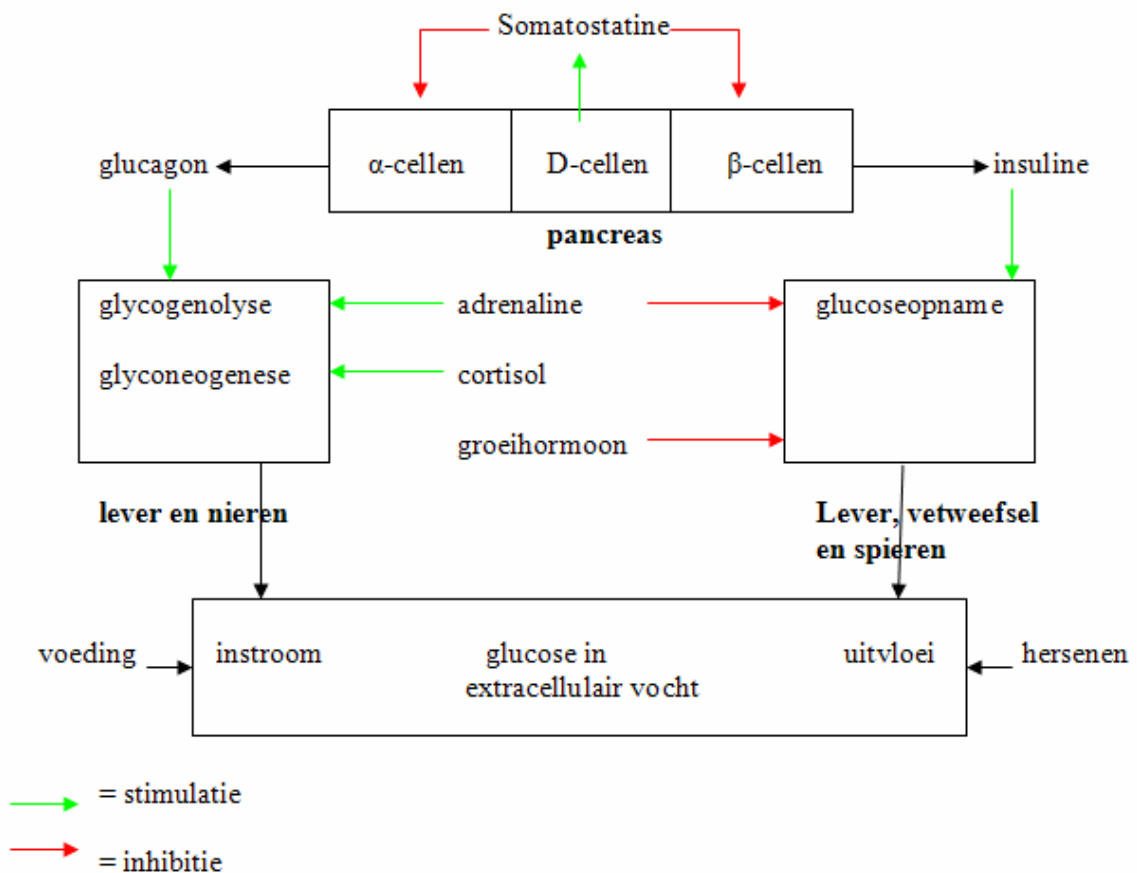 Somatostatine
glucagon
α-cellen
D-cellen
β-cellen
insuline
pancreas
glycogenolyse
adrenaline
glucoseopname
glyconeogenese
cortisol
groeihormoon
lever en nieren
Lever, vetweefsel
en spieren
voeding
instroom
glucose in
extracellulair vocht
uitvloei
hersenen
= stimulatie
= inhibitie